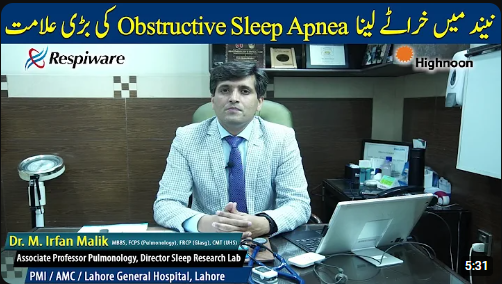 نیند میں خراٹے لینا Obstructive Sleep Apnea کی بڑی علامت
Respiware
Highnoon
Dr. M. Irfan Malik MBBS, FCPS (Pulmonology), FRCP (Glasg), CMT (UHS)
Associate Professor Pulmonology, Director Sleep Research Lab
PMI / AMC / Lahore General Hospital, Lahore
5:31